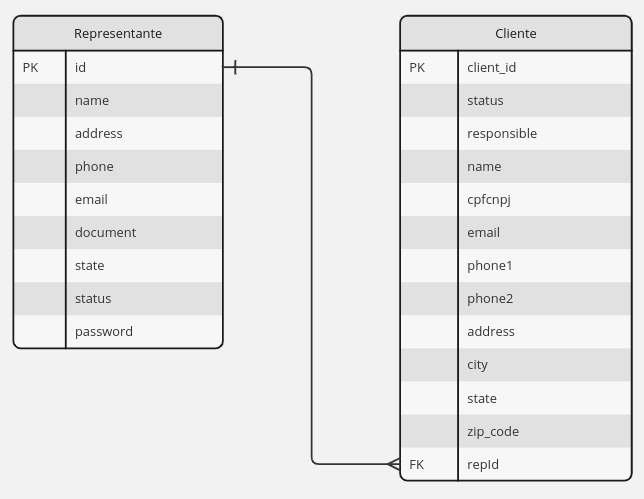 Representante
PK id
name
address
phone
email
document
state
status
password
Cliente
PK client_id
status
responsible
name
cpfcnpj
email
phone1
phone2
address
city
state
zip_code
FK repId